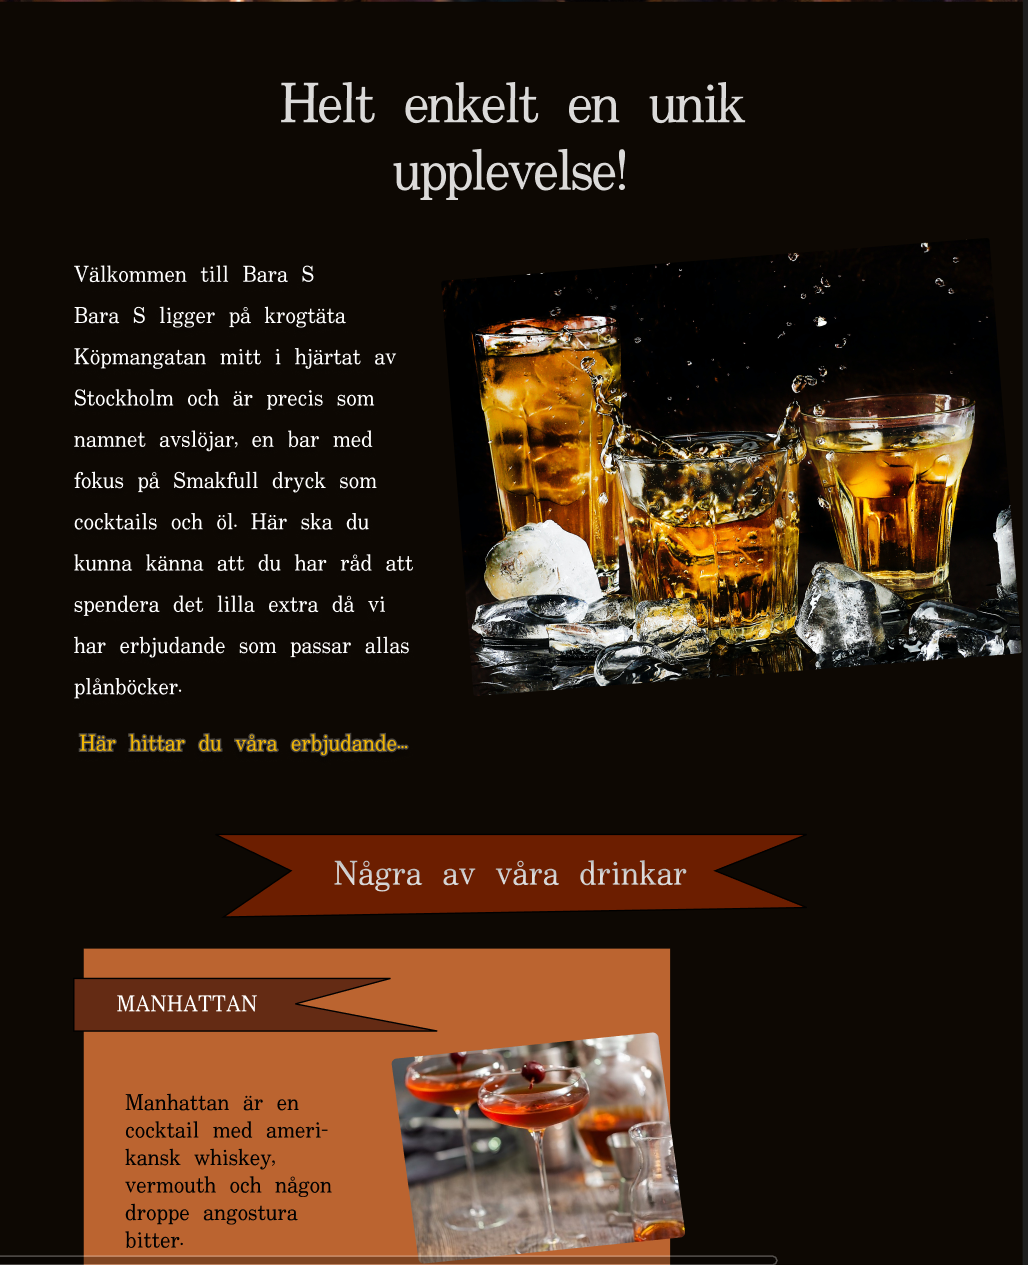 Helt enkelt en unik
upplevelse!
Välkommen till Bara S
Bara S ligger på krogtäta
Köpmangatan mitt i hjärtat av
Stockholm och är precis som
namnet avslöjar, en bar med
fokus på Smakfull dryck som
cocktails och öl. Här ska du
kunna känna att du har råd att
spendera det lilla extra då vi
har erbjudande som passar allas
plånböcker.
Här hittar du våra erbjudande...
Några av våra drinkar
MANHATTAN
Manhattan är en
cocktail med ameri-
kansk whiskey,
vermouth och någon
droppe angostura
bitter.